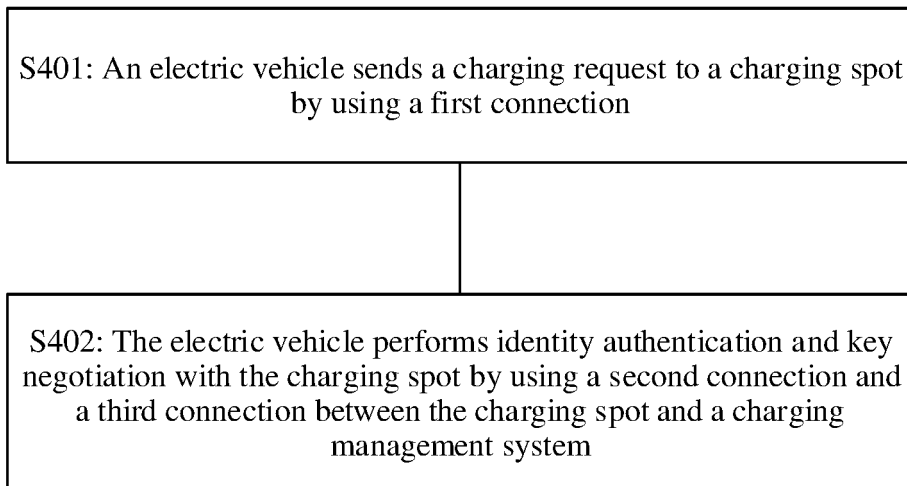 S401: An electric vehicle sends a charging request to a charging spot
by using a first connection
S402: The electric vehicle performs identity authentication and key
negotiation with the charging spot by using a second connection and
a third connection between the charging spot and a charging
management system